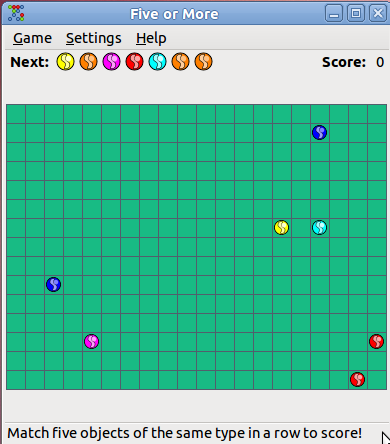 Five or More
Game Settings Help
Next: Score: 0
Match five objects of the same type in a row to score!